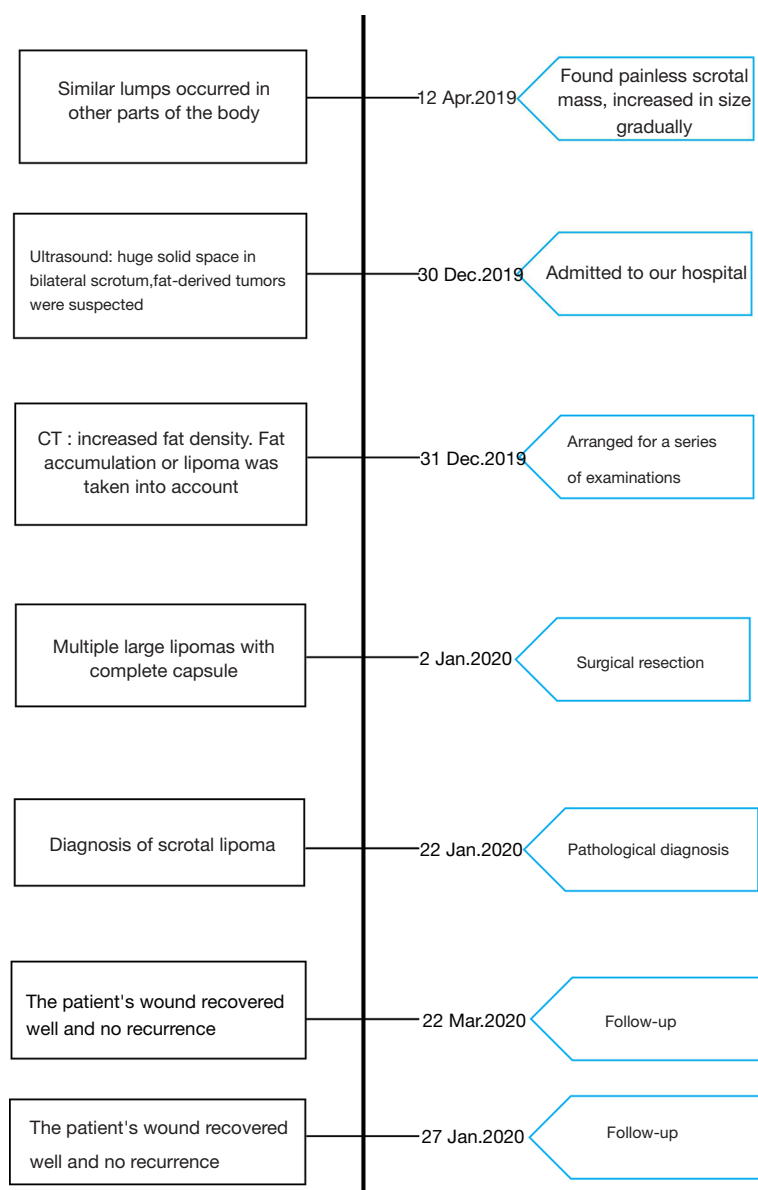 Similar lumps occurred in
other parts of the body
12 Apr.2019
Found painless scrotal
mass, increased in size
gradually
Ultrasound: huge solid space in
bilateral scrotum,fat-derived tumors
were suspected
30 Dec.2019
Admitted to our hospital
CT : increased fat density. Fat
accumulation or lipoma was
taken into account
31 Dec.2019
Arranged for a series
of examinations
Multiple large lipomas with
complete capsule
2 Jan.2020
Surgical resection
Diagnosis of scrotal lipoma
22 Jan.2020
Pathological diagnosis
The patient's wound recovered
well and no recurrence
22 Mar.2020
Follow-up
The patient's wound recovered
well and no recurrence
27 Jan.2020
Follow-up